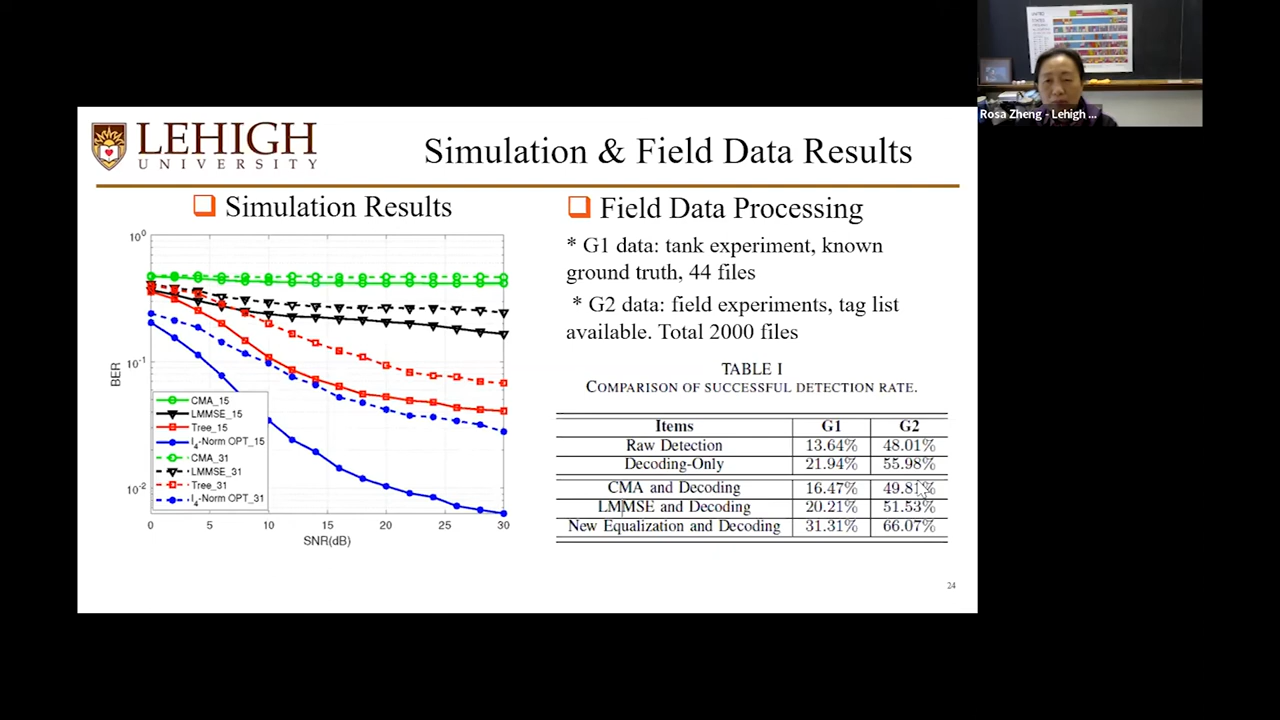 Rosa Zheng - Lehigh ...
LEHIGH
UNIVERSITY
Simulation & Field Data Results
Simulation Results
10^0
10^-1
10^-2
BER
CMA_15
LMMSE_15
Tree_15
l_4-Norm OPT_15
CMA_31
LMMSE_31
Tree_31
l_4-Norm OPT_31
0 5 10 15 20 25 30
SNR(dB)
Field Data Processing
* G1 data: tank experiment, known
ground truth, 44 files
* G2 data: field experiments, tag list
available. Total 2000 files
TABLE I
COMPARISON OF SUCCESSFUL DETECTION RATE.
Items G1 G2
Raw Detection 13.64% 48.01%
Decoding-Only 21.94% 55.98%
CMA and Decoding 16.47% 49.81%
LMMSE and Decoding 20.21% 51.53%
New Equalization and Decoding 31.31% 66.07%
24